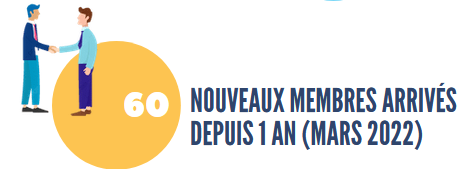 60
NOUVEAUX MEMBRES ARRIVÉS
DEPUIS 1 AN (MARS 2022)